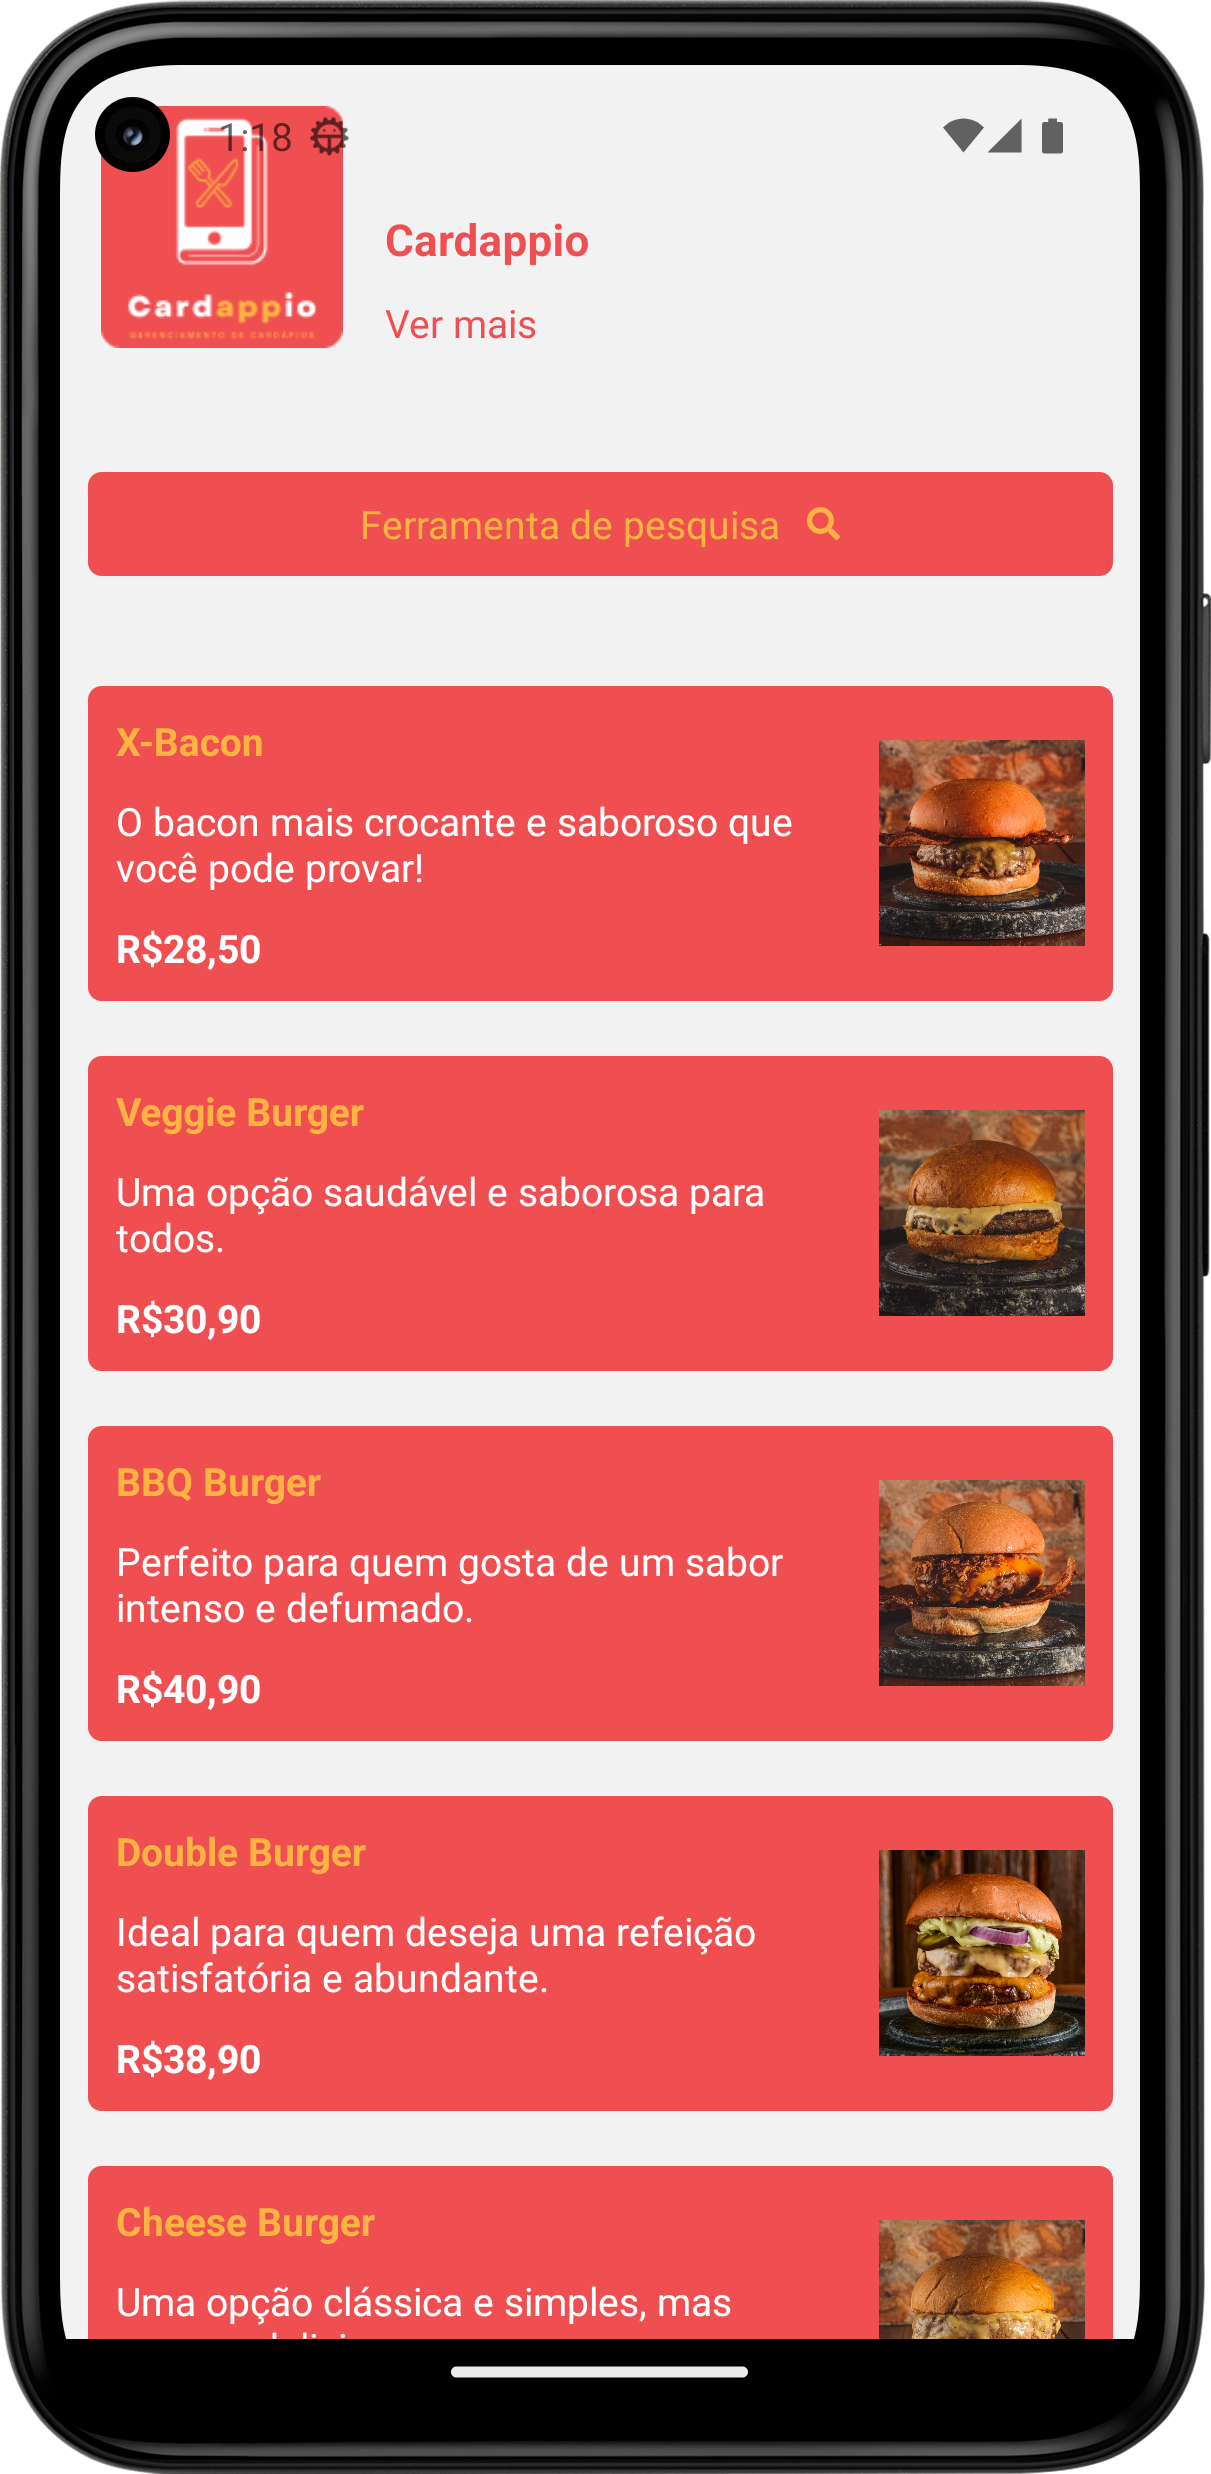 1:18
Cardappio
GERENCIAMENTO DE CARDÁPIOS
Cardappio
Ver mais
Ferramenta de pesquisa
X-Bacon
O bacon mais crocante e saboroso que
você pode provar!
R$28,50
Veggie Burger
Uma opção saudável e saborosa para
todos.
R$30,90
BBQ Burger
Perfeito para quem gosta de um sabor
intenso e defumado.
R$40,90
Double Burger
Ideal para quem deseja uma refeição
satisfatória e abundante.
R$38,90
Cheese Burger
Uma opção clássica e simples, mas